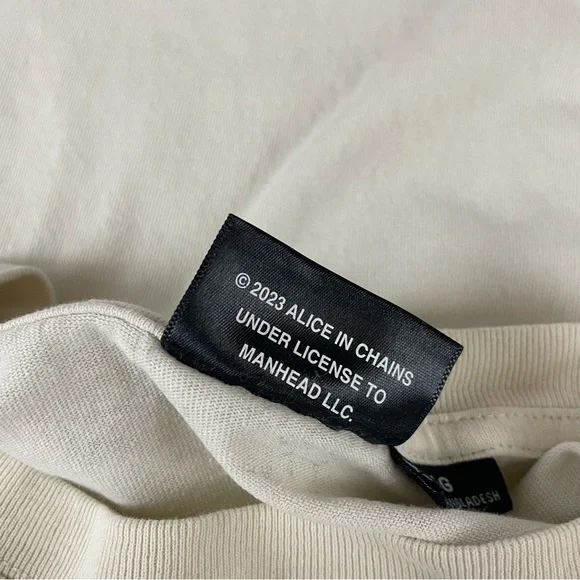 © 2023 ALICE IN CHAINS
UNDER LICENSE TO
MANHEAD LLC.
G